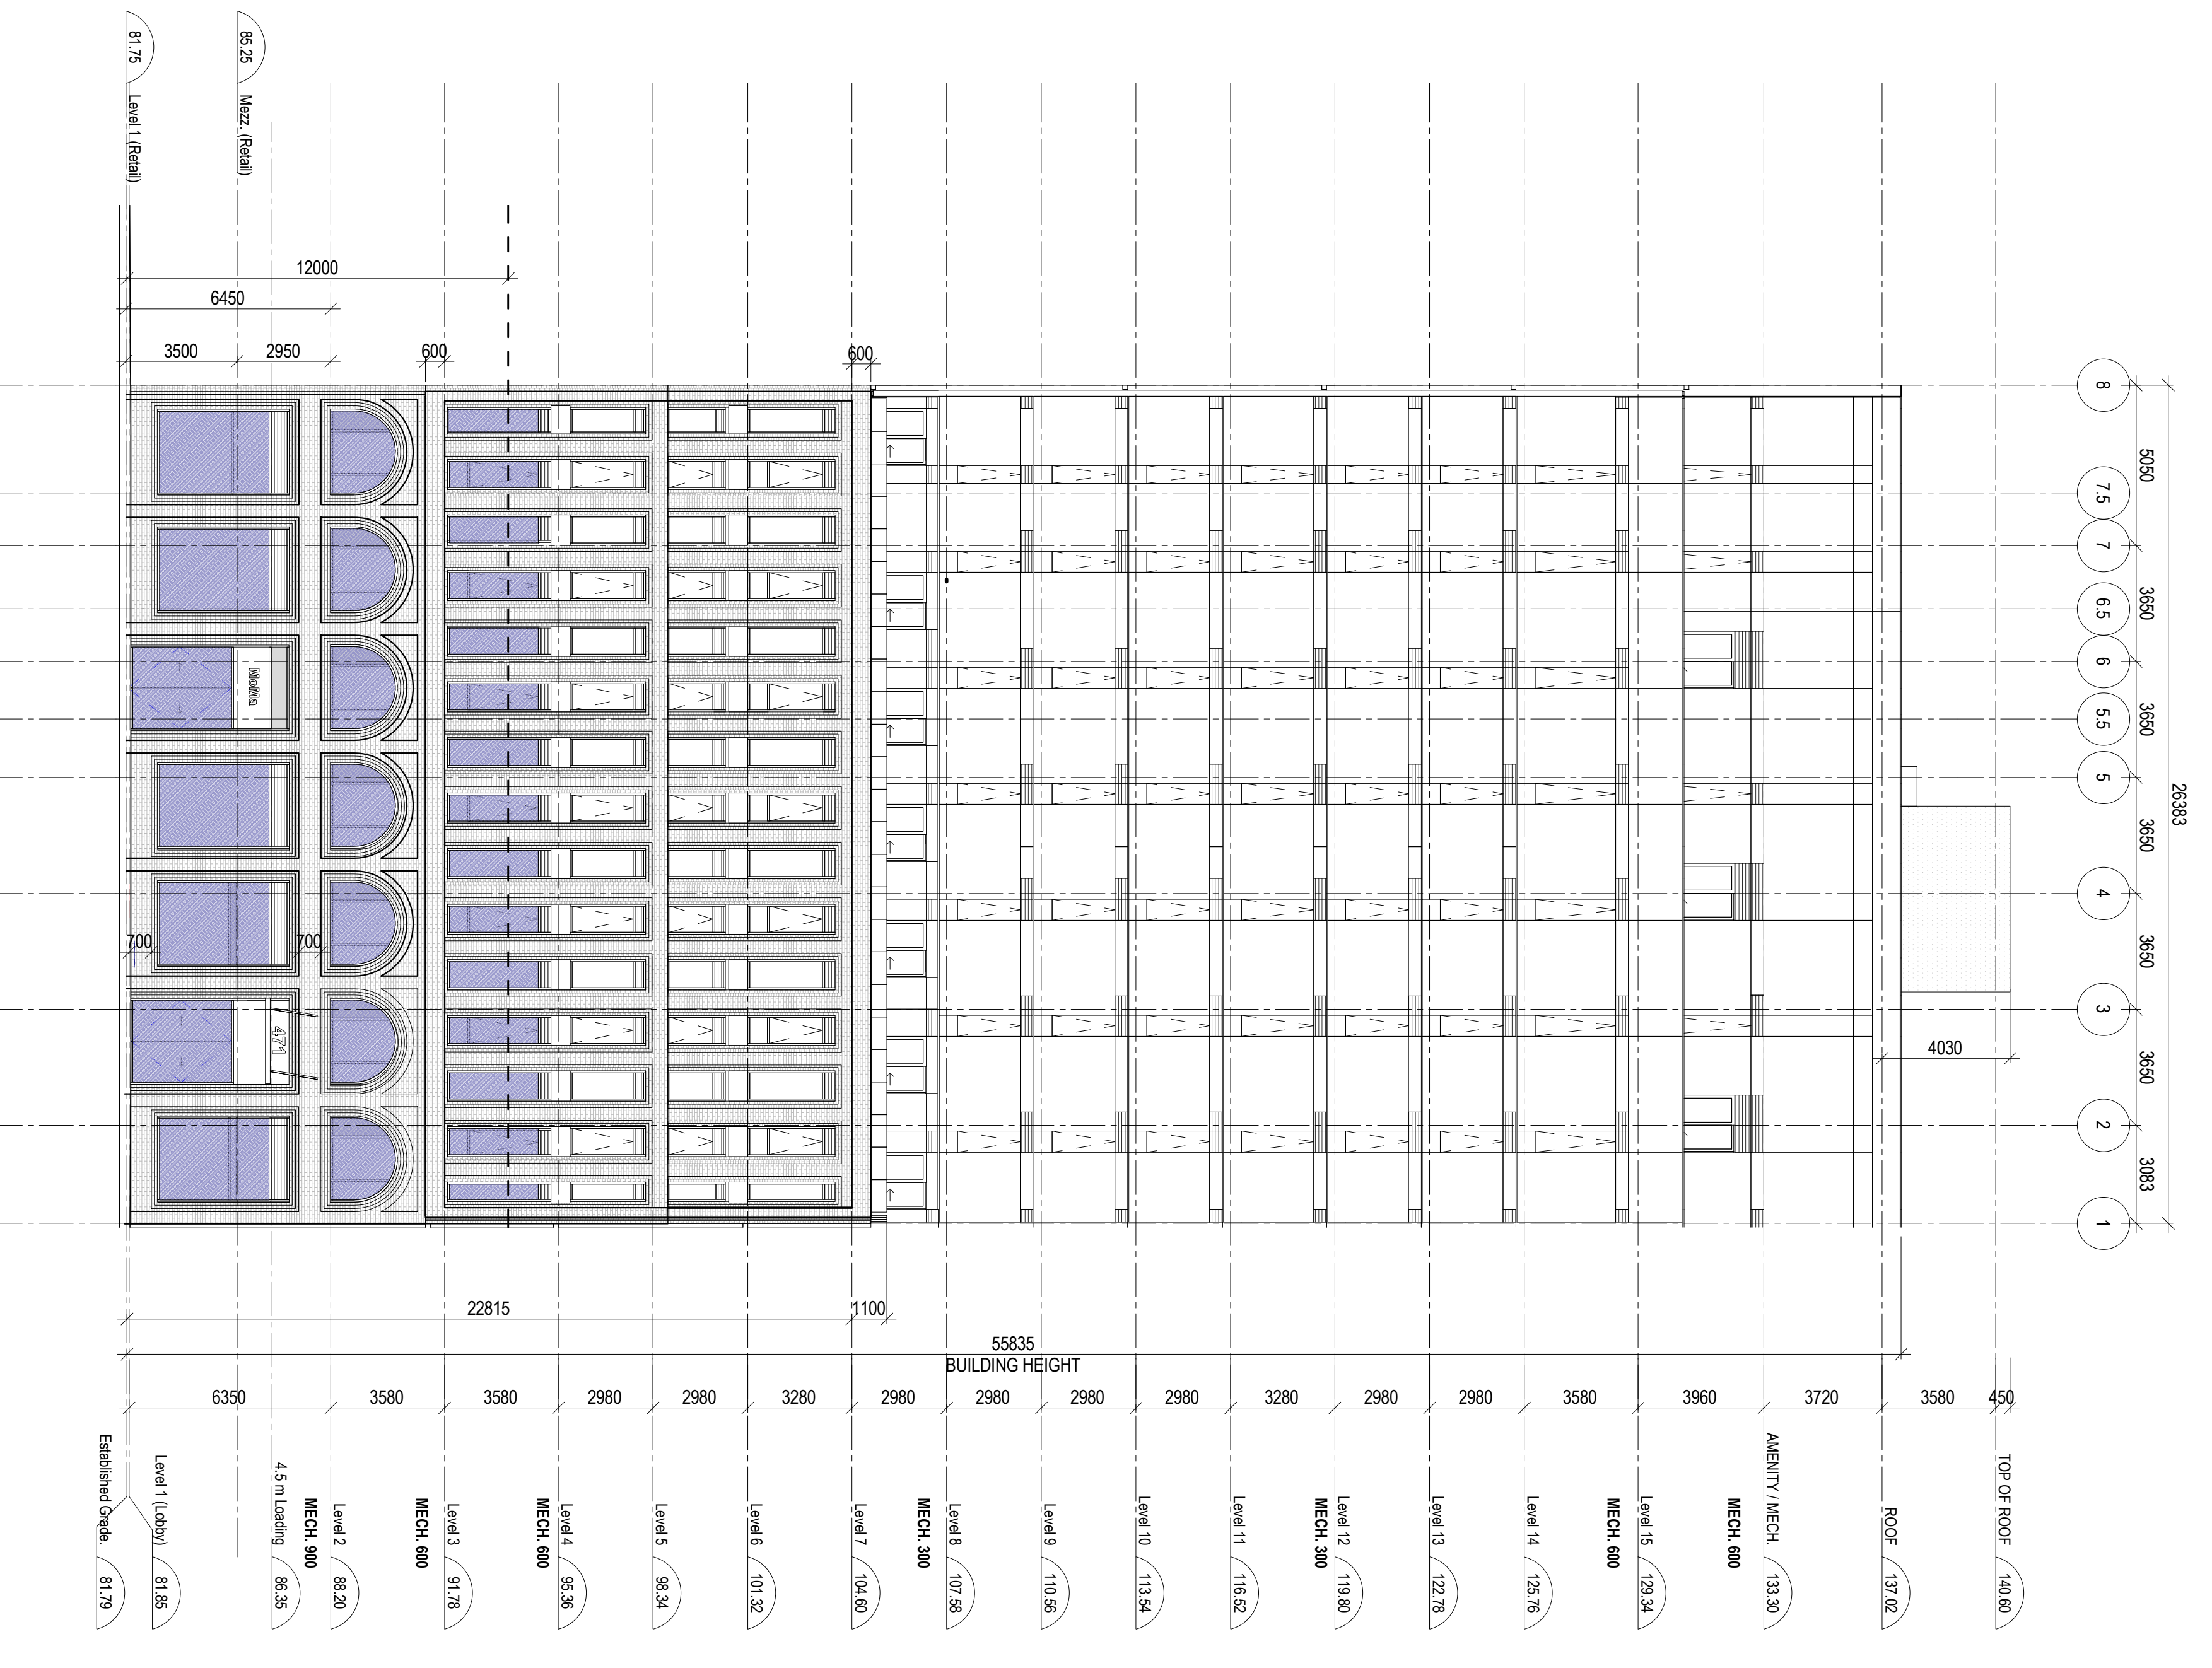 81.75
Level 1 (Retail)
85.25
Mezz. (Retail)
12000
6450
3500
2950
600
600
8
7.5
7
6.5
6
5.5
5
4
3
2
1
5050
3650
3650
3650
3650
3650
3083
26383
MoMa
471
700
700
4030
22815
1100
55835
BUILDING HEIGHT
6350
3580
3580
2980
2980
3280
2980
2980
2980
2980
3280
2980
2980
3580
3960
3720
3580
450
Established Grade.
81.79
Level 1 (Lobby)
81.85
4.5 m Loading
86.35
MECH. 900
Level 2
88.20
MECH. 600
Level 3
91.78
MECH. 600
Level 4
95.36
Level 5
98.34
Level 6
101.32
Level 7
104.60
MECH. 300
Level 8
107.58
Level 9
110.56
Level 10
113.54
Level 11
116.52
MECH. 300
Level 12
119.80
Level 13
122.78
Level 14
125.76
MECH. 600
Level 15
129.34
MECH. 600
AMENITY / MECH.
133.30
ROOF
137.02
TOP OF ROOF
140.60